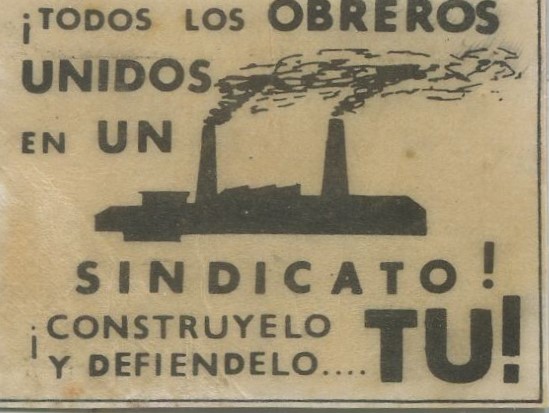 ¡TODOS LOS OBREROS
UNIDOS
EN UN
SINDICATO!
¡CONSTRUYELO
Y DEFIENDELO.... TU!